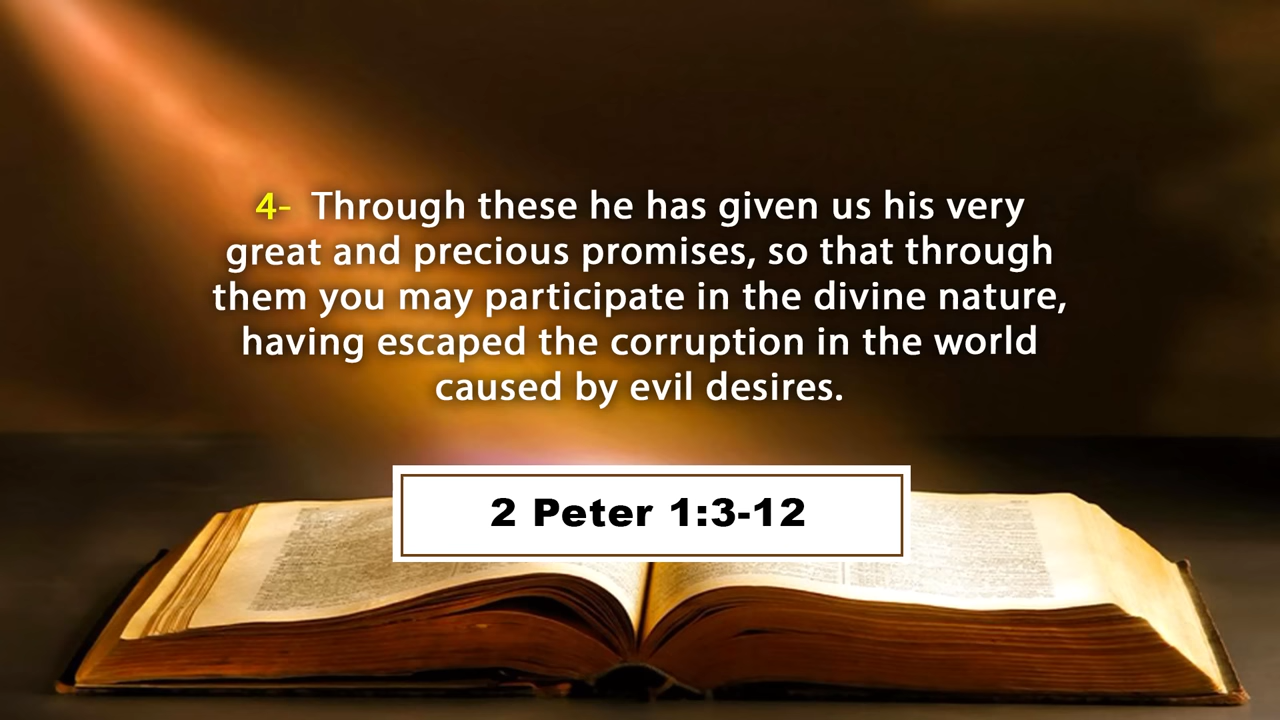 4- Through these he has given us his very
great and precious promises, so that through
them you may participate in the divine nature,
having escaped the corruption in the world
caused by evil desires.
2 Peter 1:3-12